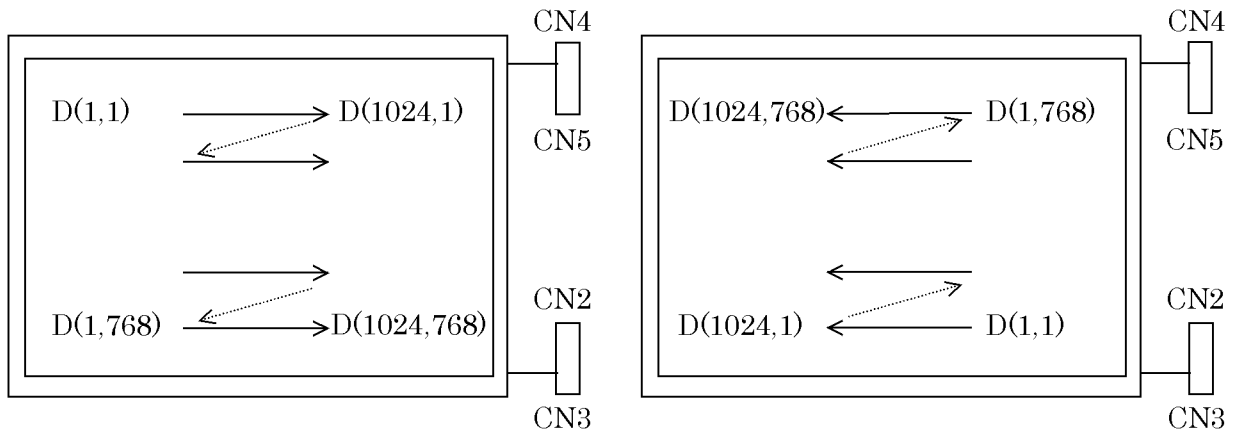 CN4 CN4
D(1,1) D(1024,1) D(1024,768) D(1,768)
CN5 CN5
CN2 CN2
D(1,768) D(1024,768) D(1024,1) D(1,1)
CN3 CN3